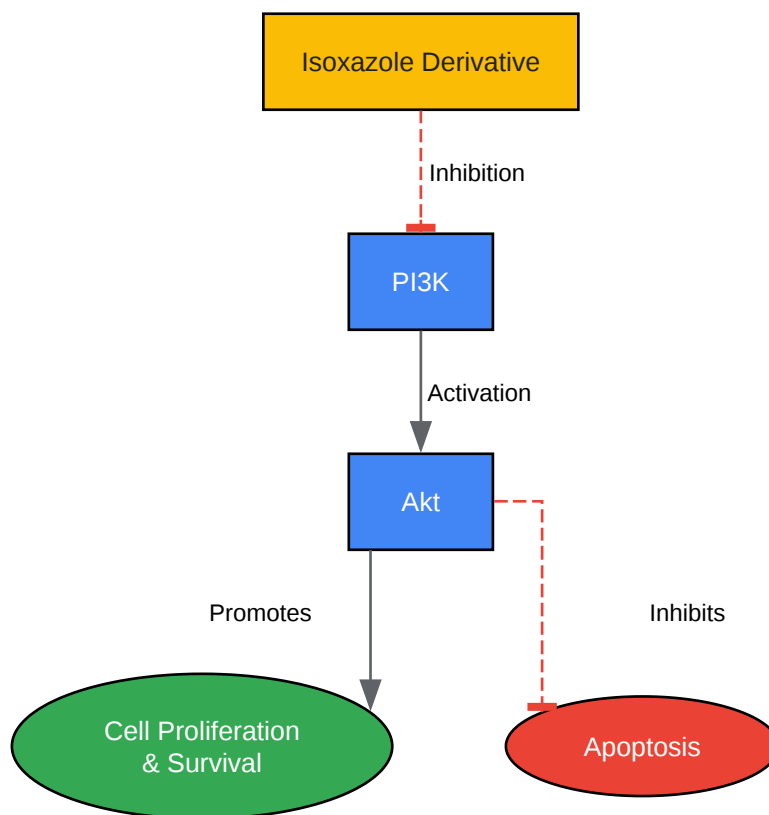 Isoxazole Derivative
Inhibition
PI3K
Activation
Akt
Promotes
Inhibits
Cell Proliferation
& Survival
Apoptosis